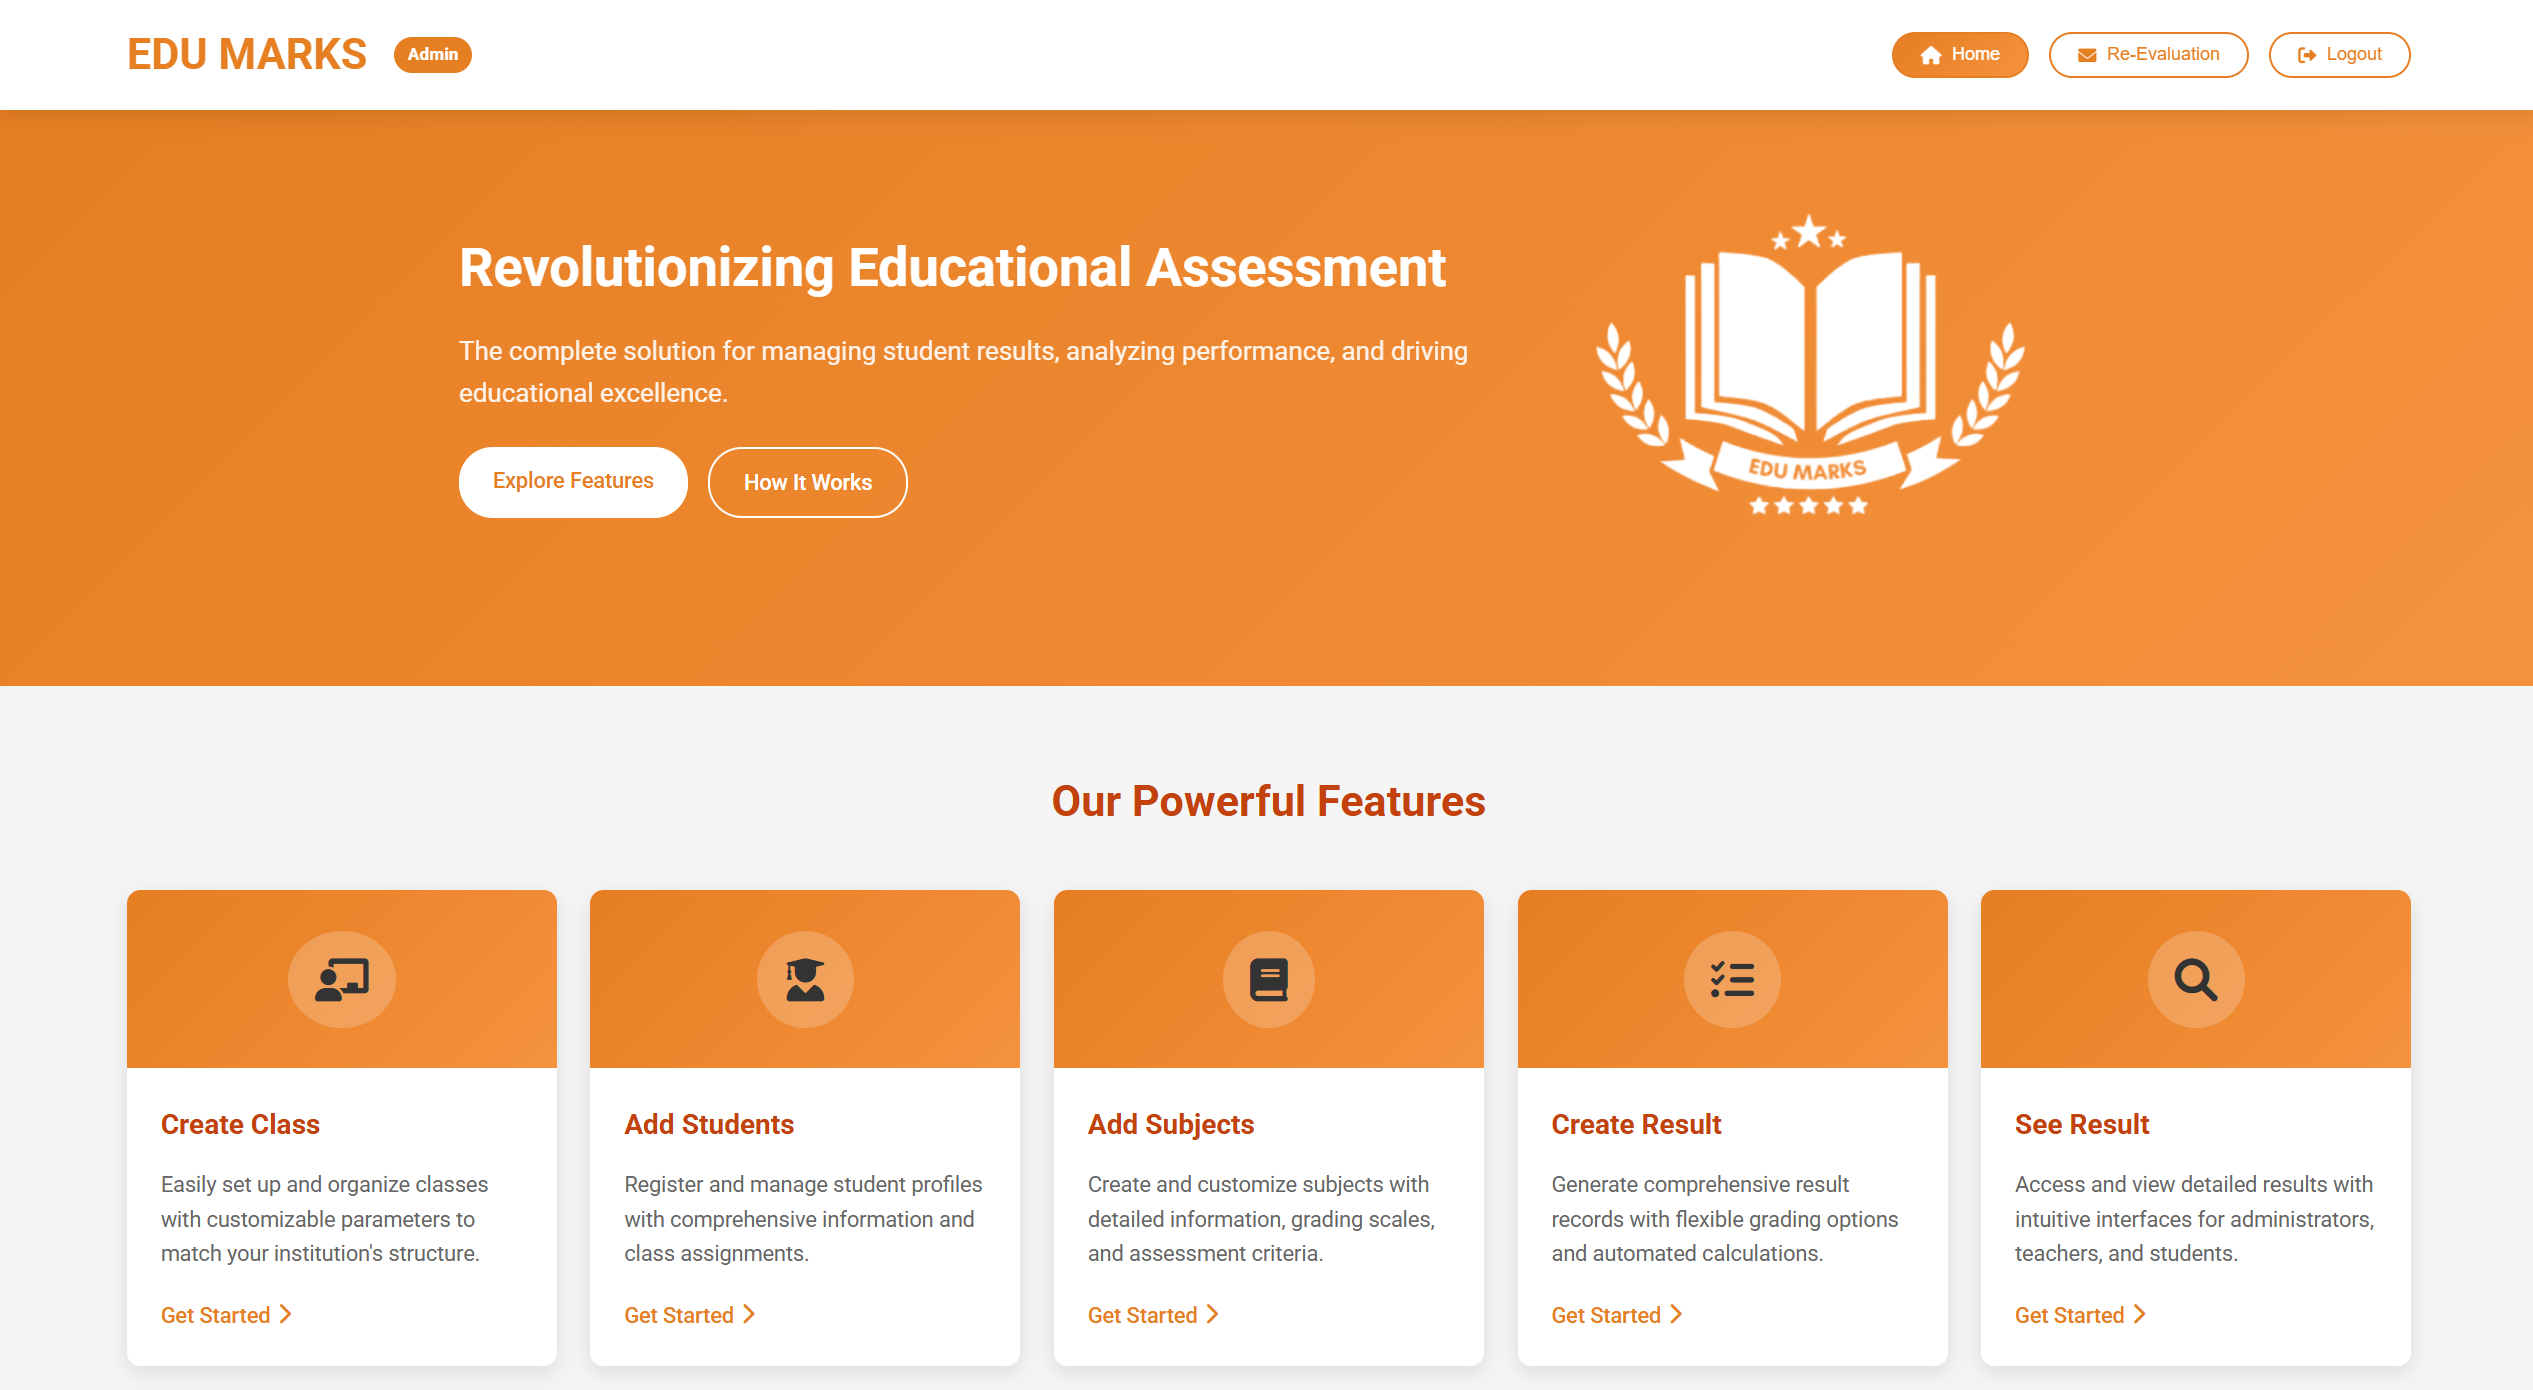 EDU MARKS
Admin
Home
Re-Evaluation
Logout
Revolutionizing Educational Assessment
The complete solution for managing student results, analyzing performance, and driving
educational excellence.
Explore Features
How It Works
EDU MARKS
Our Powerful Features
Create Class
Easily set up and organize classes
with customizable parameters to
match your institution's structure.
Get Started
Add Students
Register and manage student profiles
with comprehensive information and
class assignments.
Get Started
Add Subjects
Create and customize subjects with
detailed information, grading scales,
and assessment criteria.
Get Started
Create Result
Generate comprehensive result
records with flexible grading options
and automated calculations.
Get Started
See Result
Access and view detailed results with
intuitive interfaces for administrators,
teachers, and students.
Get Started